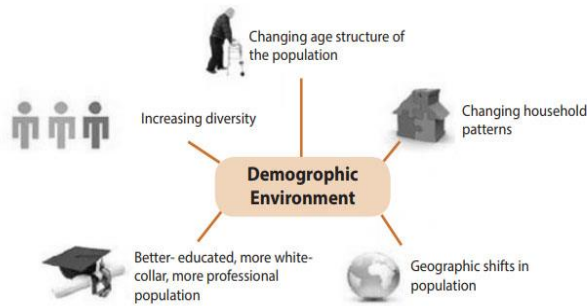 Changing age structure of
the population
Increasing diversity
Changing household
patterns
Demographic
Environment
Better- educated, more white-
collar, more professional
population
Geographic shifts in
population